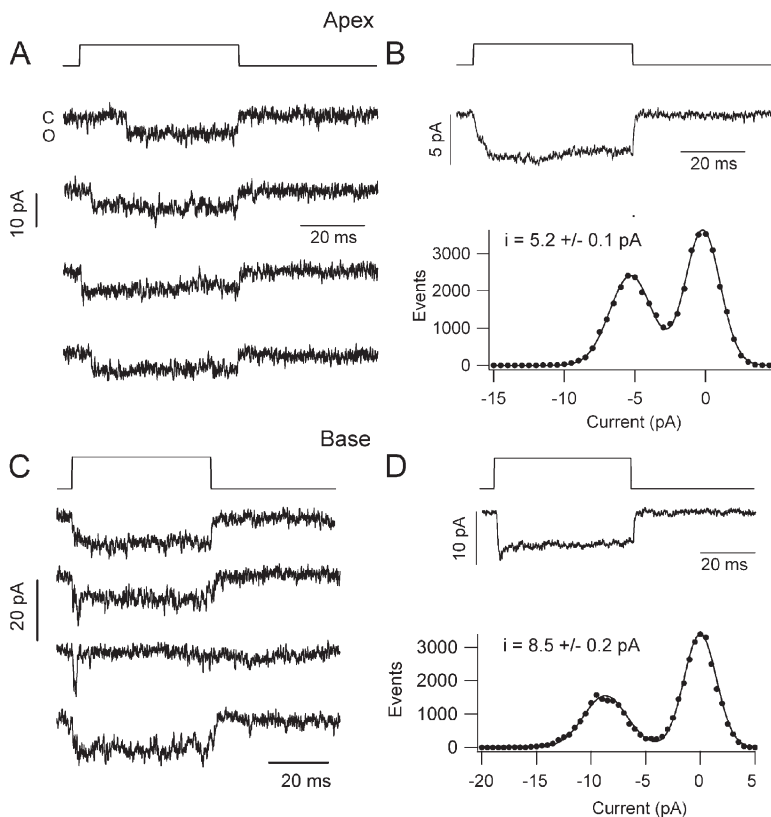 Apex
A
B
C
O
10 pA
20 ms
5 pA
20 ms
i = 5.2 +/- 0.1 pA
Events
3000
2000
1000
0
-15
-10
-5
0
Current (pA)
Base
C
D
20 pA
20 ms
10 pA
20 ms
i = 8.5 +/- 0.2 pA
Events
3000
2000
1000
0
-20
-15
-10
-5
0
5
Current (pA)